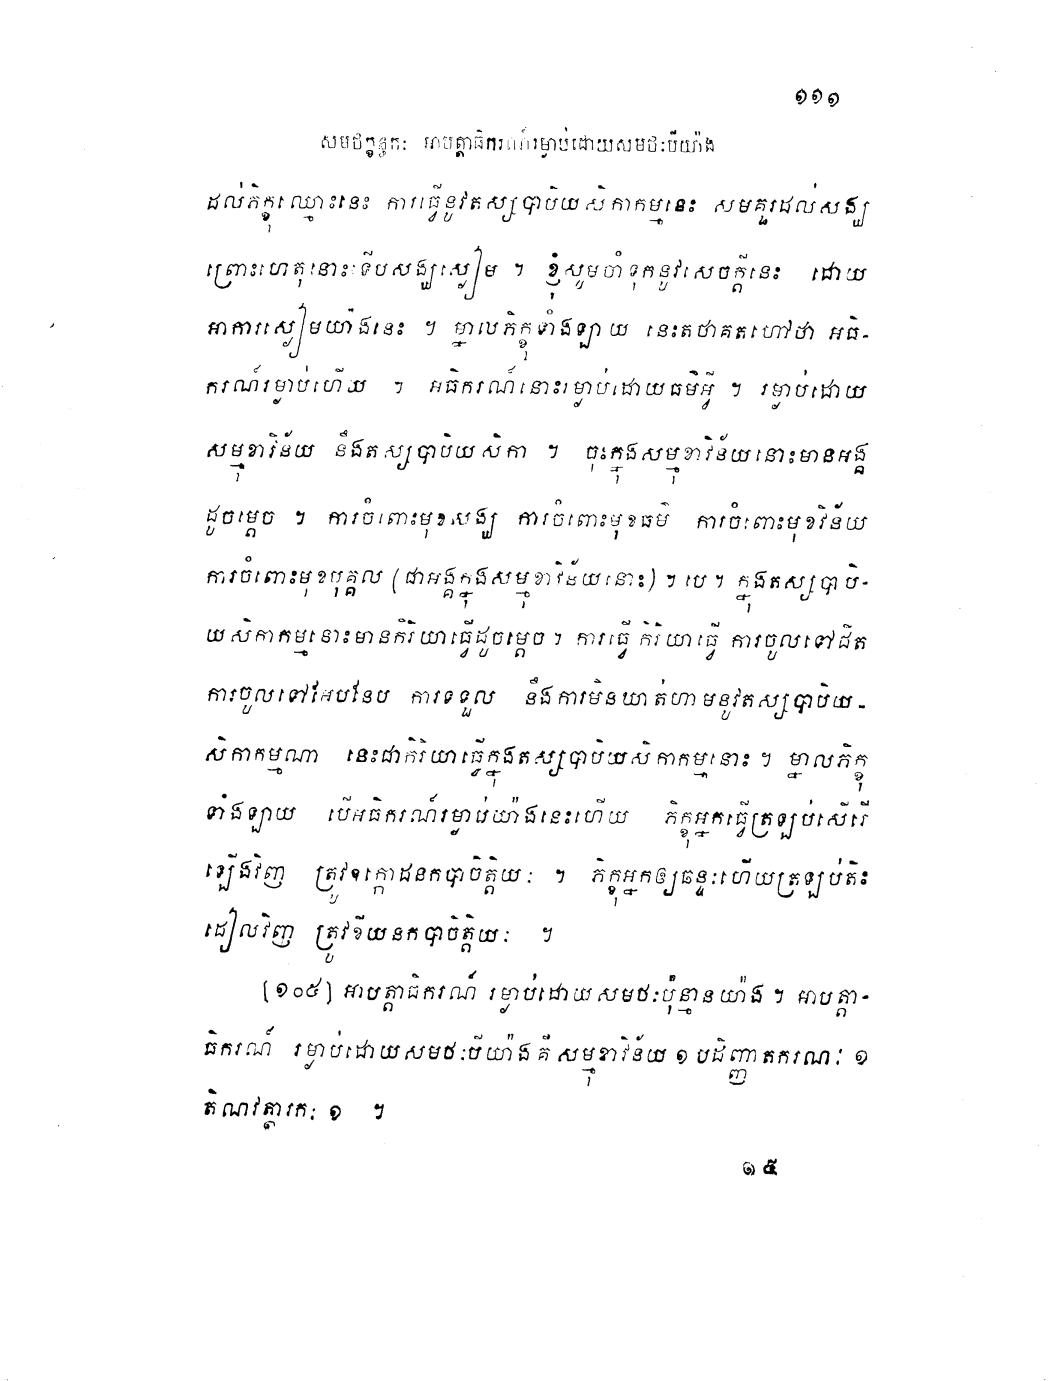 ១១១
សមថក្ខន្ធកៈ អាបត្តាធិករណ៍រម្ងាប់ដោយសមថៈបីយ៉ាង
ដល់ភិក្ខុឈ្មោះនេះ ការធ្វើនូវតស្សបាបិយសិកាកម្មនេះ សមគួរដល់សង្ឃ
ព្រោះហេតុនោះ ទីបសង្ឃស្ងៀម ។ ខ្ញុំសូមចាំទុកនូវសេចក្តីនេះ ដោយ
អាការស្ងៀមយ៉ាងនេះ ។ ម្នាលភិក្ខុទាំងឡាយ នេះតថាគតហៅថា អធិ-
ករណ៍រម្ងាប់ហើយ ។ អធិករណ៍នោះរម្ងាប់ដោយធម៌អ្វី ។ រម្ងាប់ដោយ
សម្មុខាវិន័យ នឹងតស្សបាបិយសិកា ។ ចុះក្នុងសម្មុខាវិន័យនោះមានអង្គ
ដូចម្តេច ។ ការចំពោះមុខសង្ឃ ការចំពោះមុខធម៌ ការចំពោះមុខវិន័យ
ការចំពោះមុខបុគ្គល (ជាអង្គក្នុងសម្មុខាវិន័យនោះ) ។ បេ ។ ក្នុងតស្សបាបិ-
យសិកាកម្មនោះមានកិរិយាធ្វើដូចម្តេច ។ ការធ្វើ កិរិយាធ្វើ ការចូលទៅជិត
ការចូលទៅអែបនែប ការទទួល នឹងការមិនឃាត់ហាមនូវតស្សបាបិយ-
សិកាកម្មណា នេះជាកិរិយាធ្វើក្នុងតស្សបាបិយសិកាកម្មនោះ ។ ម្នាលភិក្ខុ
ទាំងឡាយ បើអធិករណ៍រម្ងាប់យ៉ាងនេះហើយ ភិក្ខុអ្នកធ្វើត្រឡប់សើរើ
ឡើងវិញ ត្រូវឧក្កោដនកបាចិត្តិយៈ ។ ភិក្ខុអ្នកឲ្យឆន្ទៈហើយត្រឡប់តិះ
ដៀលវិញ ត្រូវខីយនកបាចិត្តិយៈ ។
[១០៥] អាបត្តាធិករណ៍ រម្ងាប់ដោយសមថៈប៉ុន្មានយ៉ាង ។ អាបត្តា-
ធិករណ៍ រម្ងាប់ដោយសមថៈបីយ៉ាង គឺ សម្មុខាវិន័យ ១ បដិញ្ញាតករណៈ ១
តិណវត្ថារកៈ ១ ។
១៥